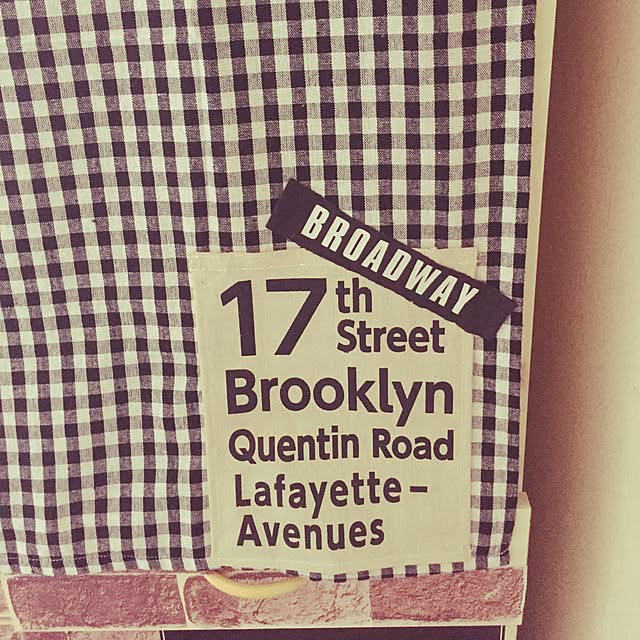 BROADWAY
17th
Street
Brooklyn
Quentin Road
Lafayette-
Avenues